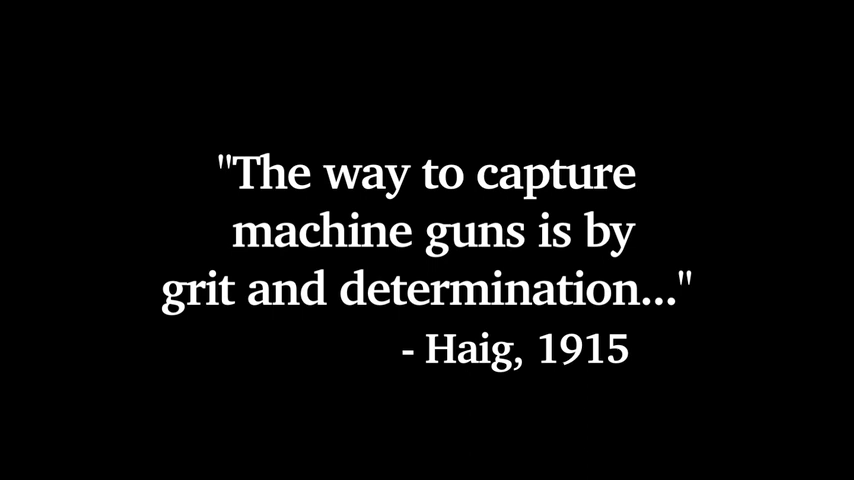 "The way to capture
machine guns is by
grit and determination..."
- Haig, 1915